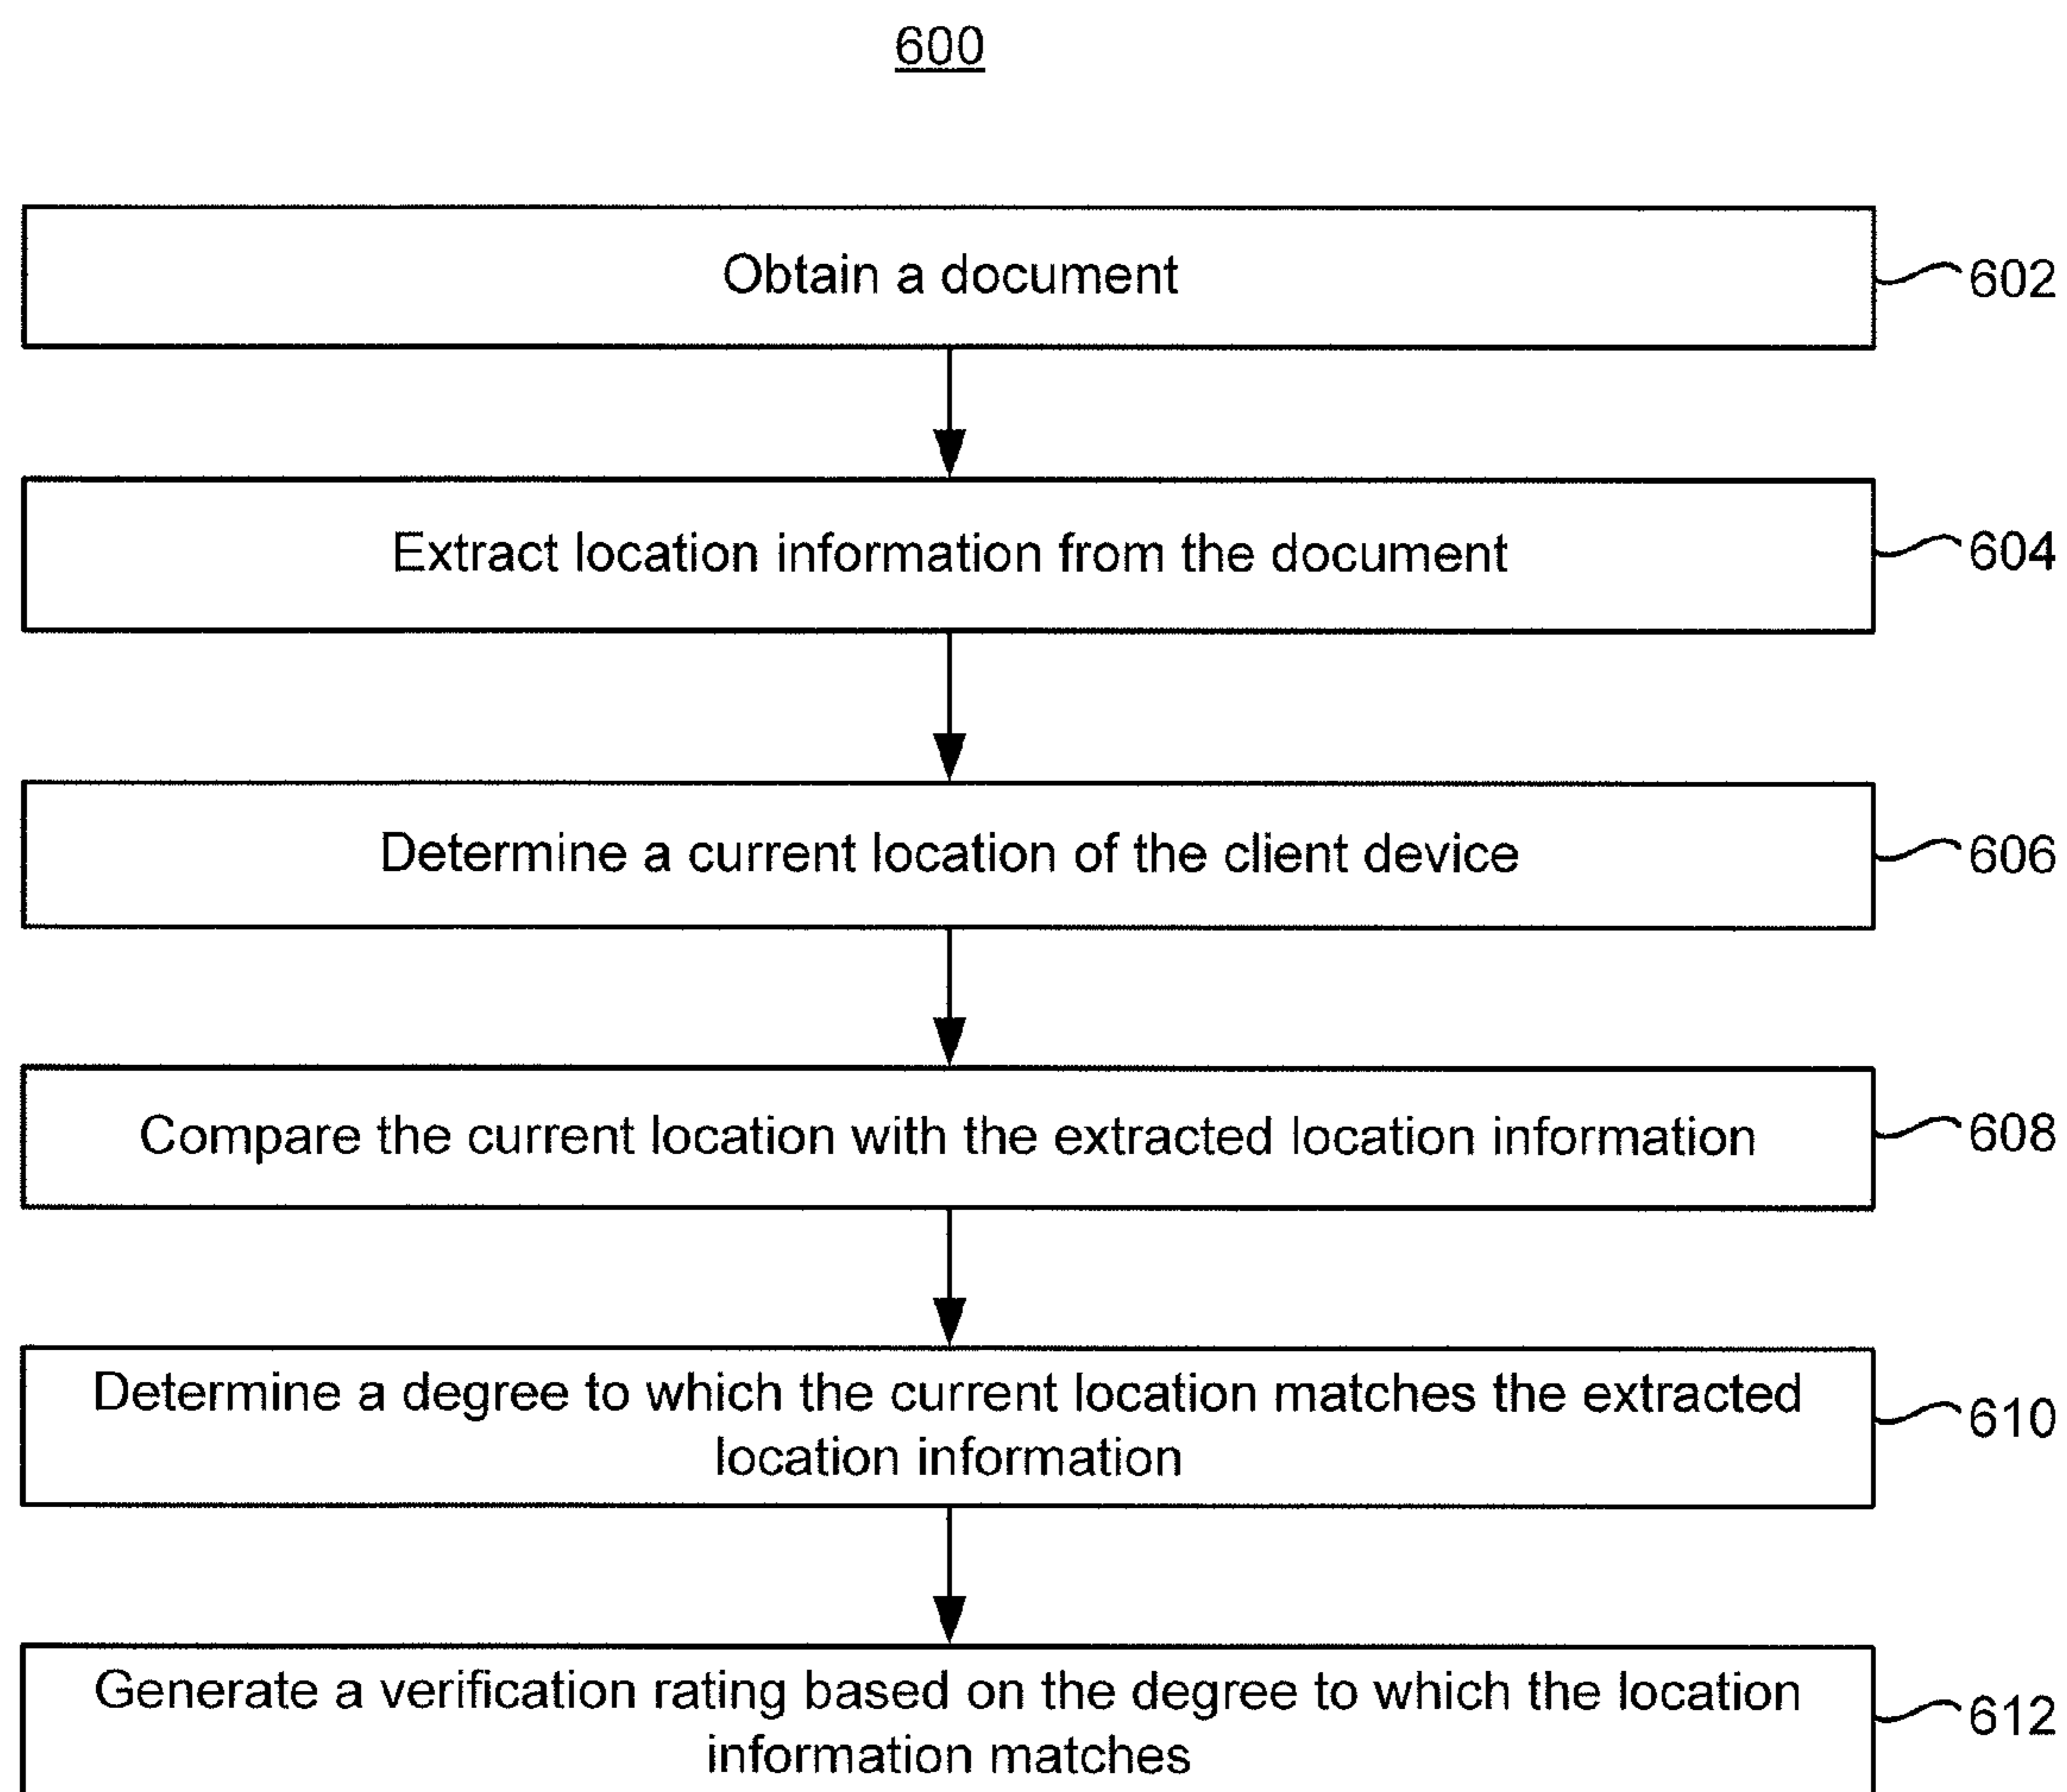 600
Obtain a document
602
Extract location information from the document
604
Determine a current location of the client device
606
Compare the current location with the extracted location information
608
Determine a degree to which the current location matches the extracted
location information
610
Generate a verification rating based on the degree to which the location
information matches
612